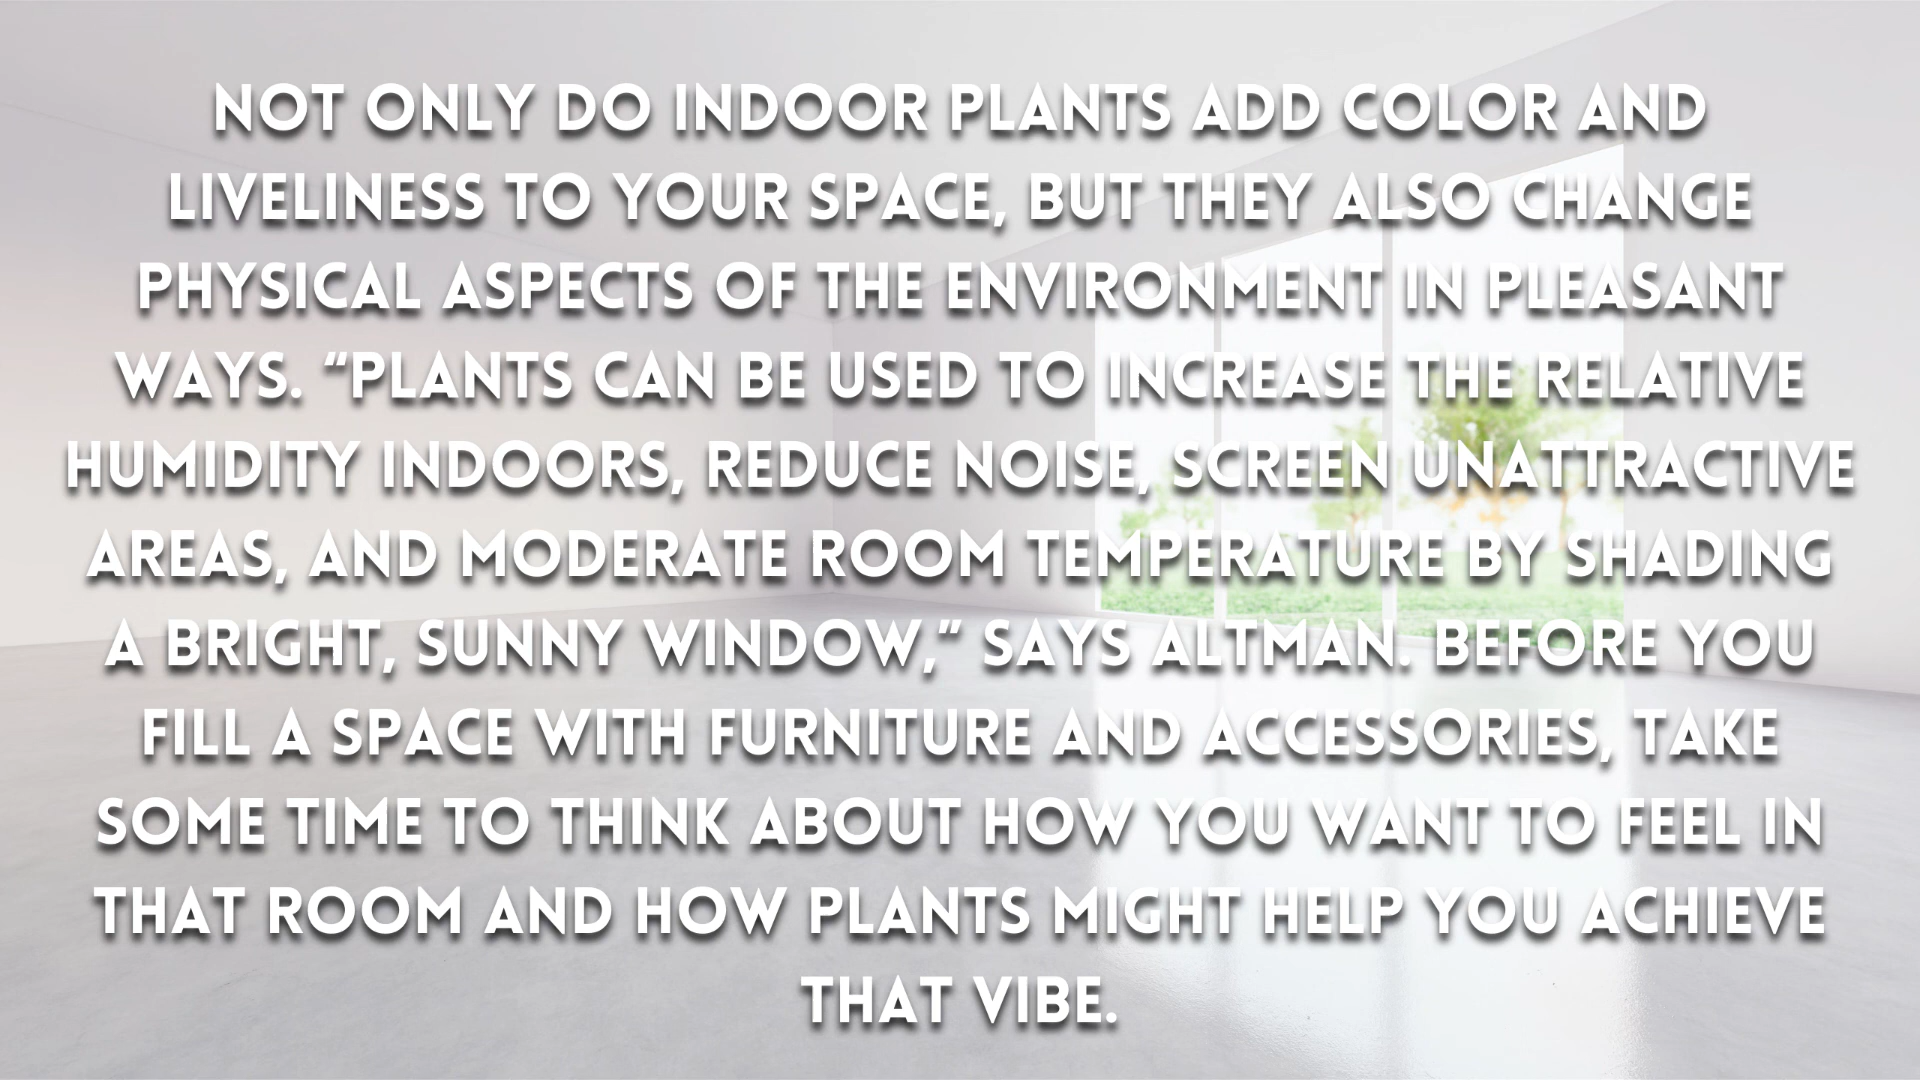 NOT ONLY DO INDOOR PLANTS ADD COLOR AND
LIVELINESS TO YOUR SPACE, BUT THEY ALSO CHANGE
PHYSICAL ASPECTS OF THE ENVIRONMENT IN PLEASANT
WAYS. “PLANTS CAN BE USED TO INCREASE THE RELATIVE
HUMIDITY INDOORS, REDUCE NOISE, SCREEN UNATTRACTIVE
AREAS, AND MODERATE ROOM TEMPERATURE BY SHADING
A BRIGHT, SUNNY WINDOW,” SAYS ALTMAN. BEFORE YOU
FILL A SPACE WITH FURNITURE AND ACCESSORIES, TAKE
SOME TIME TO THINK ABOUT HOW YOU WANT TO FEEL IN
THAT ROOM AND HOW PLANTS MIGHT HELP YOU ACHIEVE
THAT VIBE.